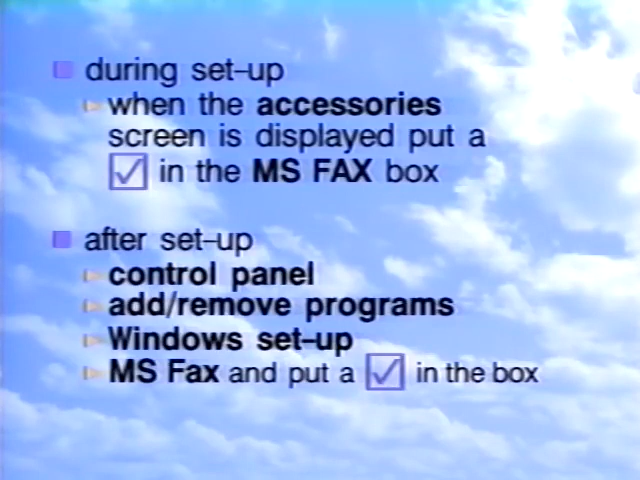 during set-up
when the accessories
screen is displayed put a
☑ in the MS FAX box
after set-up
control panel
add/remove programs
Windows set-up
MS Fax and put a ☑ in the box